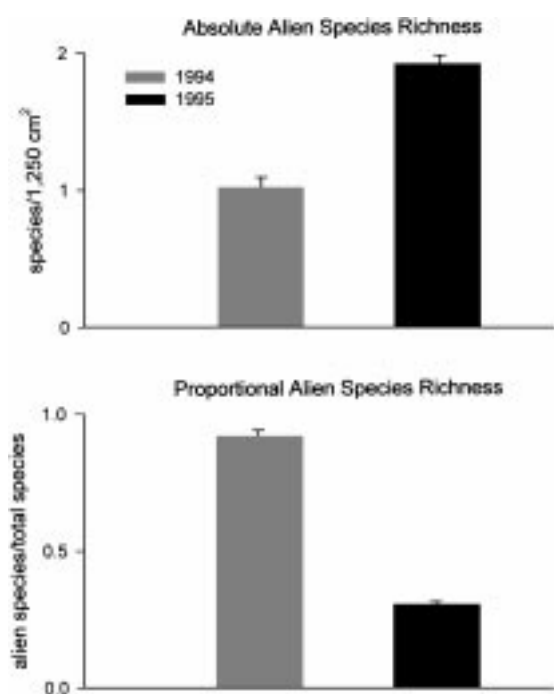 Absolute Alien Species Richness
2
1994
1995
species/1,250 cm²
1
0
Proportional Alien Species Richness
1.0
alien species/total species
0.5
0.0